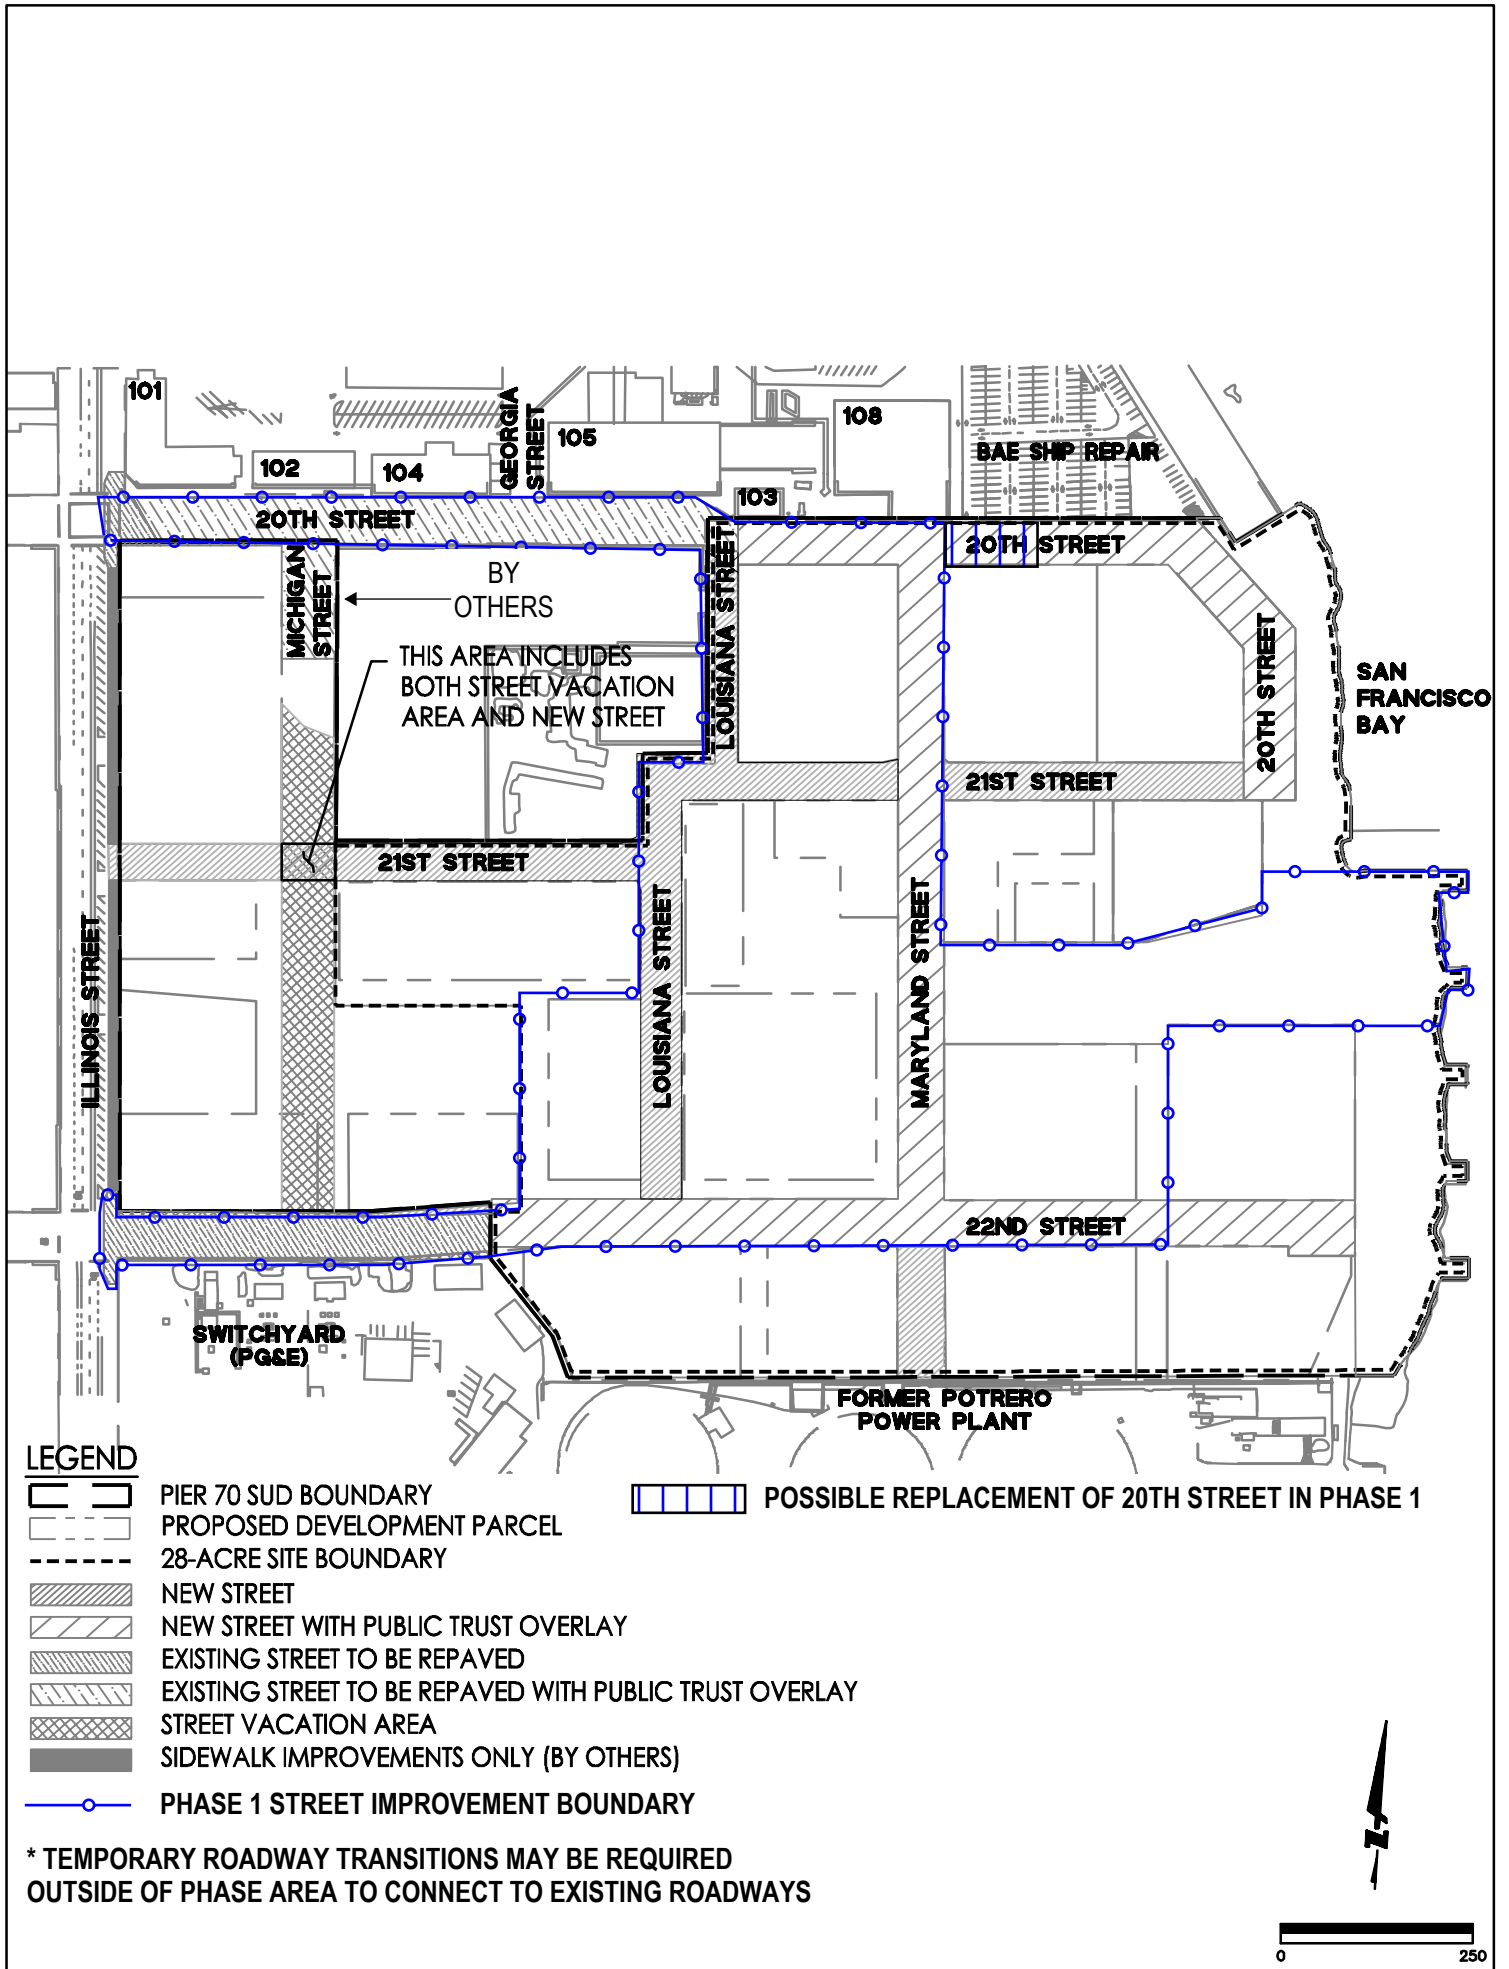 101
102
104
GEORGIA
STREET
105
103
108
BAE SHIP REPAIR
20TH STREET
20TH STREET
MICHIGAN
STREET
BY
OTHERS
LOUISIANA STREET
THIS AREA INCLUDES
BOTH STREET VACATION
AREA AND NEW STREET
20TH STREET
SAN
FRANCISCO
BAY
21ST STREET
21ST STREET
ILLINOIS STREET
LOUISIANA STREET
MARYLAND STREET
22ND STREET
SWITCHYARD
(PG&E)
FORMER POTRERO
POWER PLANT
LEGEND
PIER 70 SUD BOUNDARY
PROPOSED DEVELOPMENT PARCEL
28-ACRE SITE BOUNDARY
NEW STREET
NEW STREET WITH PUBLIC TRUST OVERLAY
EXISTING STREET TO BE REPAVED
EXISTING STREET TO BE REPAVED WITH PUBLIC TRUST OVERLAY
STREET VACATION AREA
SIDEWALK IMPROVEMENTS ONLY (BY OTHERS)
PHASE 1 STREET IMPROVEMENT BOUNDARY
POSSIBLE REPLACEMENT OF 20TH STREET IN PHASE 1
* TEMPORARY ROADWAY TRANSITIONS MAY BE REQUIRED
OUTSIDE OF PHASE AREA TO CONNECT TO EXISTING ROADWAYS
Z
0 250